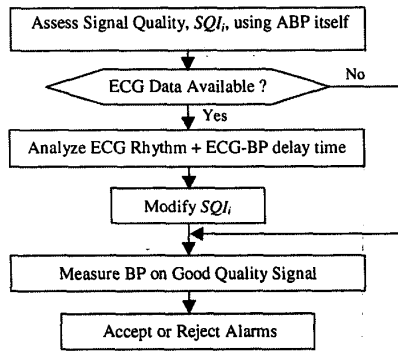 Assess Signal Quality, SQIi, using ABP itself
ECG Data Available ?
No
Yes
Analyze ECG Rhythm + ECG-BP delay time
Modify SQIi
Measure BP on Good Quality Signal
Accept or Reject Alarms